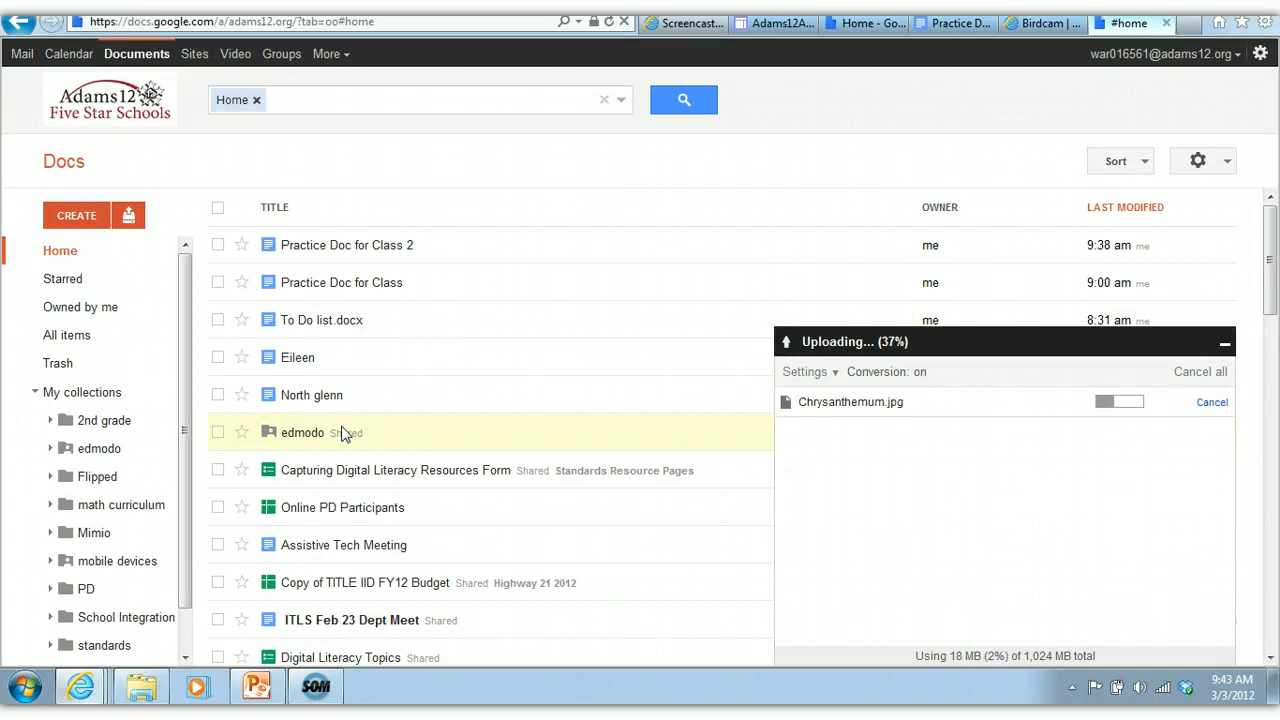 https://docs.google.com/a/adams12.org/?tab=oo#home
Screencast...
Adams12A...
Home - Go...
Practice D...
Birdcam | ...
#home
Mail Calendar Documents Sites Video Groups More
war016561@adams12.org
Adams12
Five Star Schools
Home
Docs
Sort
CREATE
TITLE OWNER LAST MODIFIED
Home
Starred
Owned by me
All items
Trash
My collections
2nd grade
edmodo
Flipped
math curriculum
Mimio
mobile devices
PD
School Integration
standards
Practice Doc for Class 2 me 9:38 am me
Practice Doc for Class me 9:00 am me
To Do list.docx me 8:31 am me
Eileen
North glenn
edmodo
Capturing Digital Literacy Resources Form Shared Standards Resource Pages
Online PD Participants
Assistive Tech Meeting
Copy of TITLE IID FY12 Budget Shared Highway 21 2012
ITLS Feb 23 Dept Meet Shared
Digital Literacy Topics Shared
Uploading... (37%)
Settings Conversion: on Cancel all
Chrysanthemum.jpg Cancel
Using 18 MB (2%) of 1,024 MB total
SOM
9:43 AM
3/3/2012